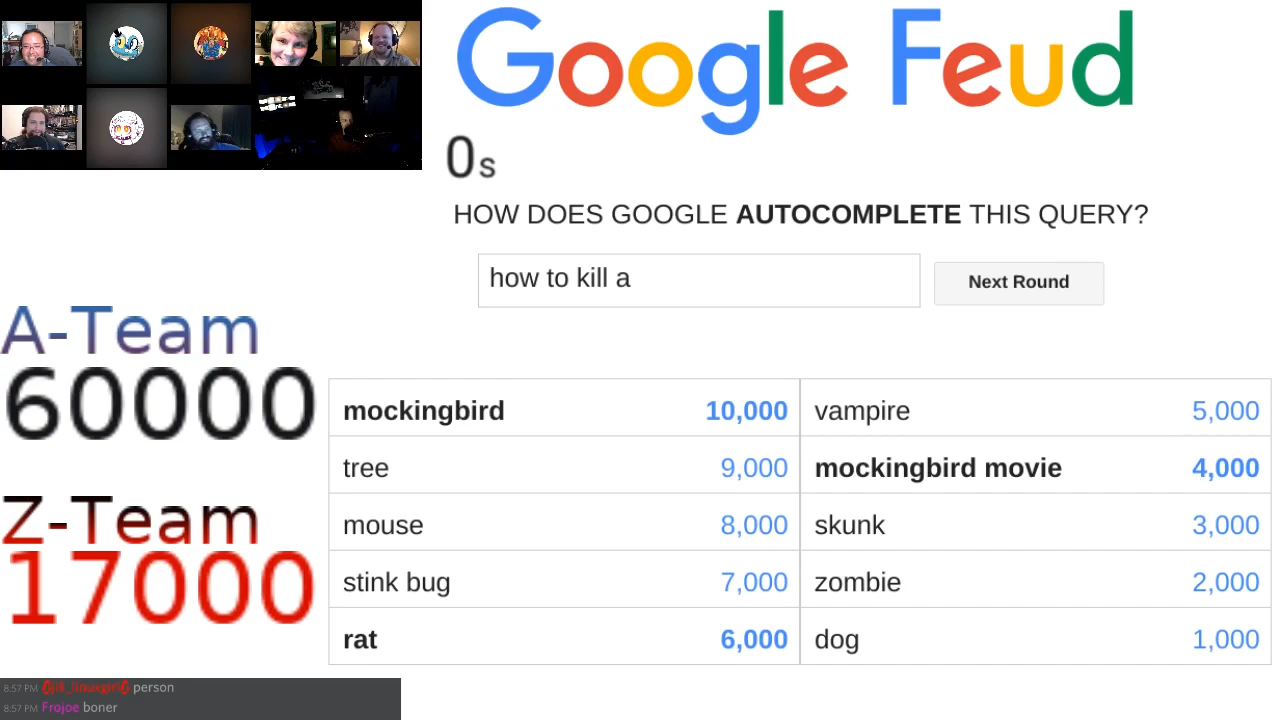 Google Feud
0s
HOW DOES GOOGLE AUTOCOMPLETE THIS QUERY?
how to kill a
Next Round
A-Team
60000
Z-Team
17000
mockingbird 10,000
tree 9,000
mouse 8,000
stink bug 7,000
rat 6,000
vampire 5,000
mockingbird movie 4,000
skunk 3,000
zombie 2,000
dog 1,000
8:57 PM person
8:57 PM Frojoe boner